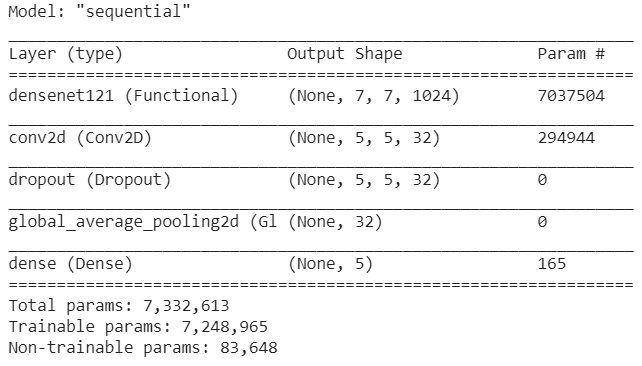 Model: "sequential"
Layer (type) Output Shape Param #
densenet121 (Functional) (None, 7, 7, 1024) 7037504
conv2d (Conv2D) (None, 5, 5, 32) 294944
dropout (Dropout) (None, 5, 5, 32) 0
global_average_pooling2d (Gl (None, 32) 0
dense (Dense) (None, 5) 165
Total params: 7,332,613
Trainable params: 7,248,965
Non-trainable params: 83,648